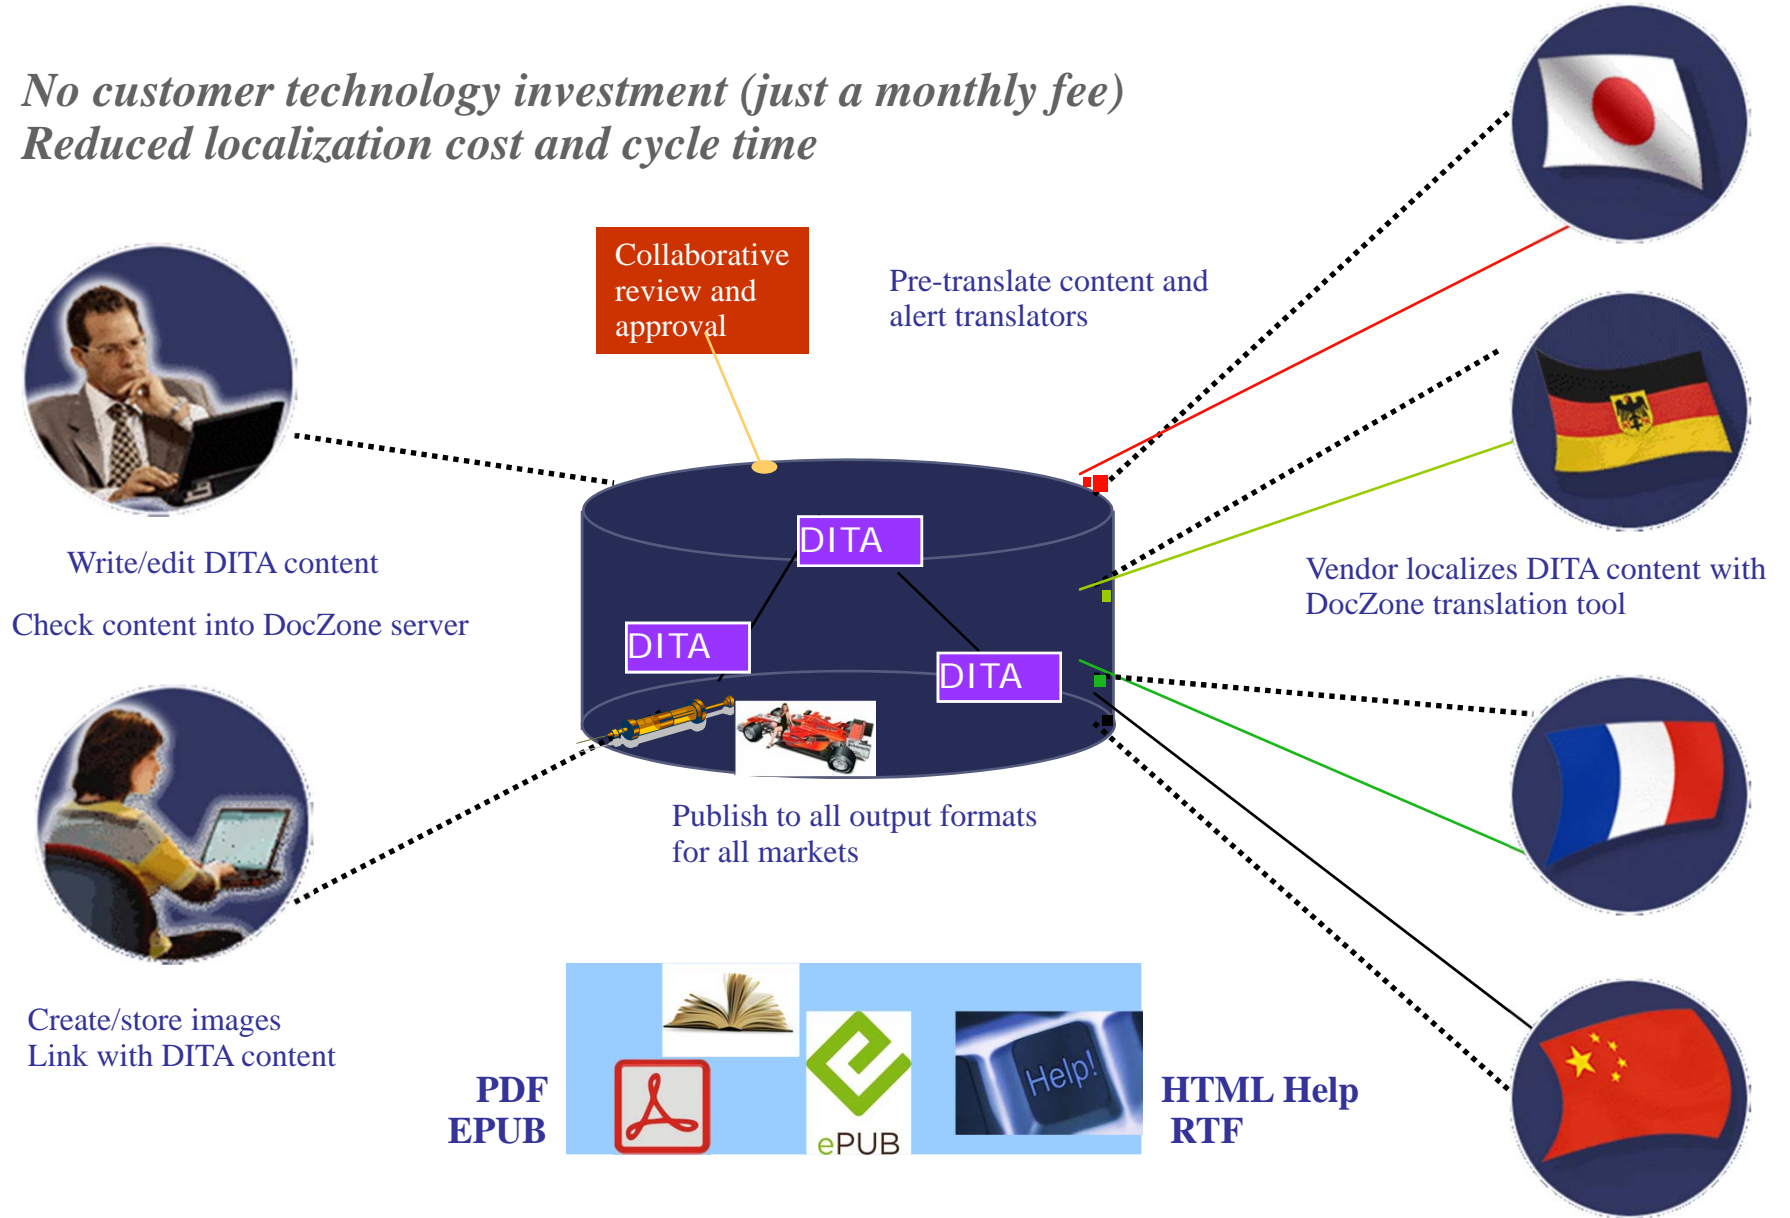 No customer technology investment (just a monthly fee)
Reduced localization cost and cycle time
Collaborative
review and
approval
Pre-translate content and
alert translators
Write/edit DITA content
Check content into DocZone server
DITA
DITA
DITA
Vendor localizes DITA content with
DocZone translation tool
Publish to all output formats
for all markets
Create/store images
Link with DITA content
PDF
EPUB
ePUB
Help!
HTML Help
RTF